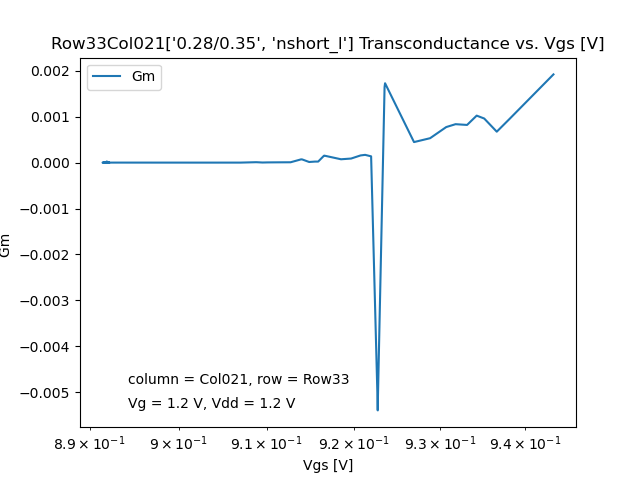 Row33Col021['0.28/0.35', 'nshort_l'] Transconductance vs. Vgs [V]
Gm
0.002
0.001
0.000
−0.001
−0.002
−0.003
−0.004
−0.005
Gm
column = Col021, row = Row33
Vg = 1.2 V, Vdd = 1.2 V
8.9 × 10⁻¹ 9 × 10⁻¹ 9.1 × 10⁻¹ 9.2 × 10⁻¹ 9.3 × 10⁻¹ 9.4 × 10⁻¹
Vgs [V]